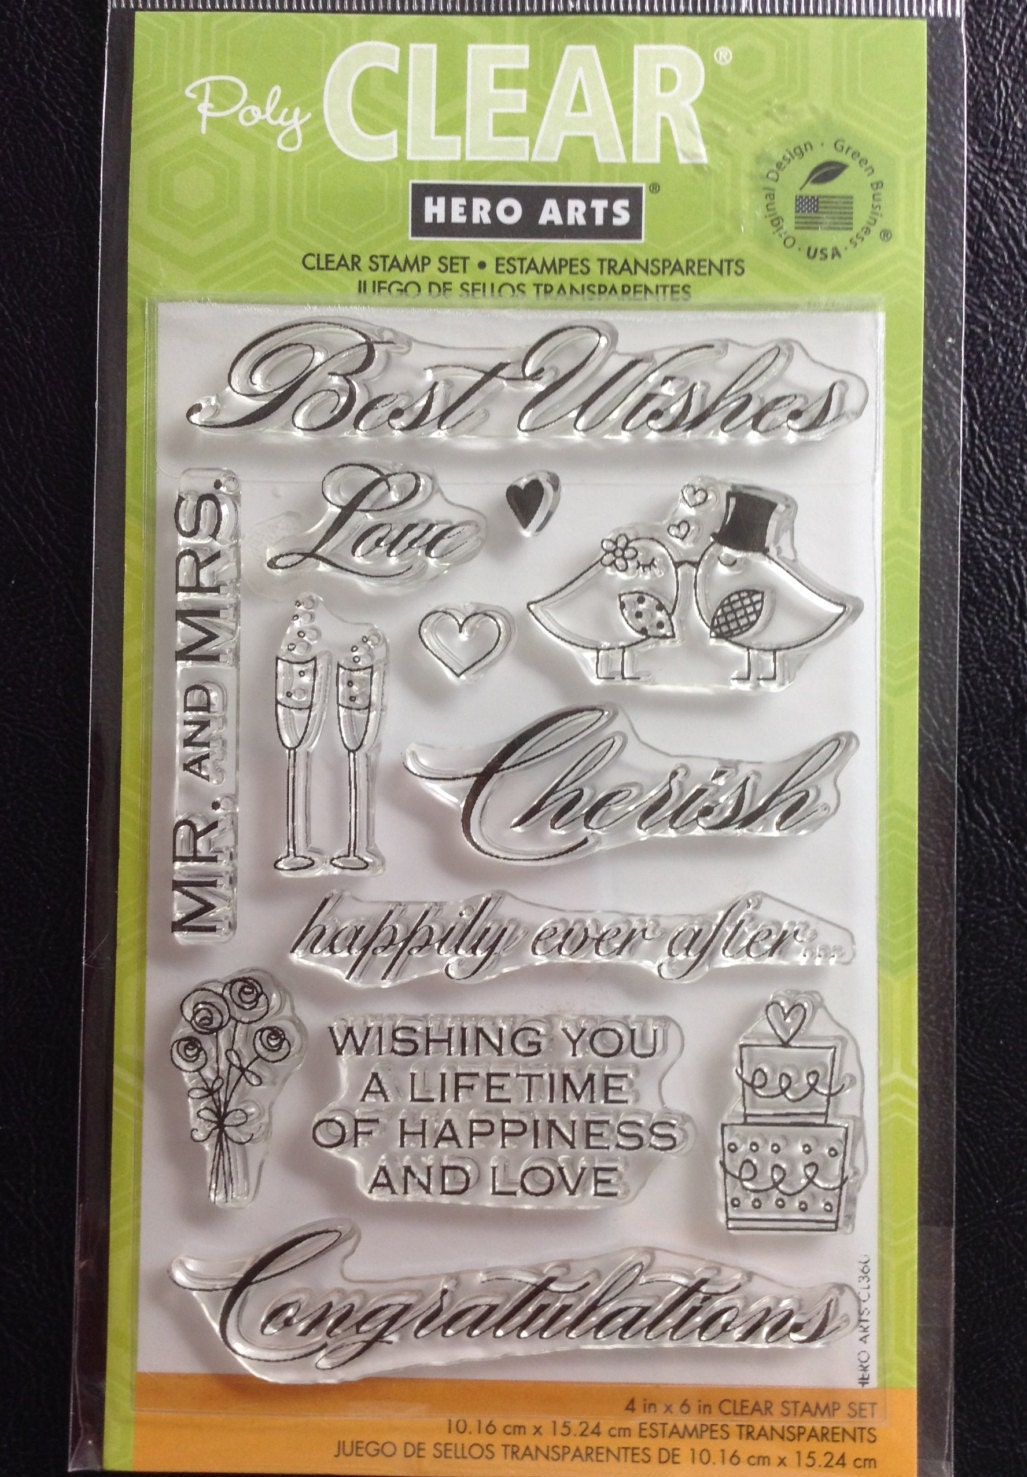 Poly CLEAR®
HERO ARTS®
Original Design · Green Business® · USA ·
CLEAR STAMP SET • ESTAMPES TRANSPARENTS
JUEGO DE SELLOS TRANSPARENTES
Best Wishes
MR. AND MRS.
Love
Cherish
happily ever after...
WISHING YOU
A LIFETIME
OF HAPPINESS
AND LOVE
Congratulations
HERO ARTS
4 in x 6 in CLEAR STAMP SET
10.16 cm x 15.24 cm ESTAMPES TRANSPARENTS
JUEGO DE SELLOS TRANSPARENTES DE 10.16 cm x 15.24 cm